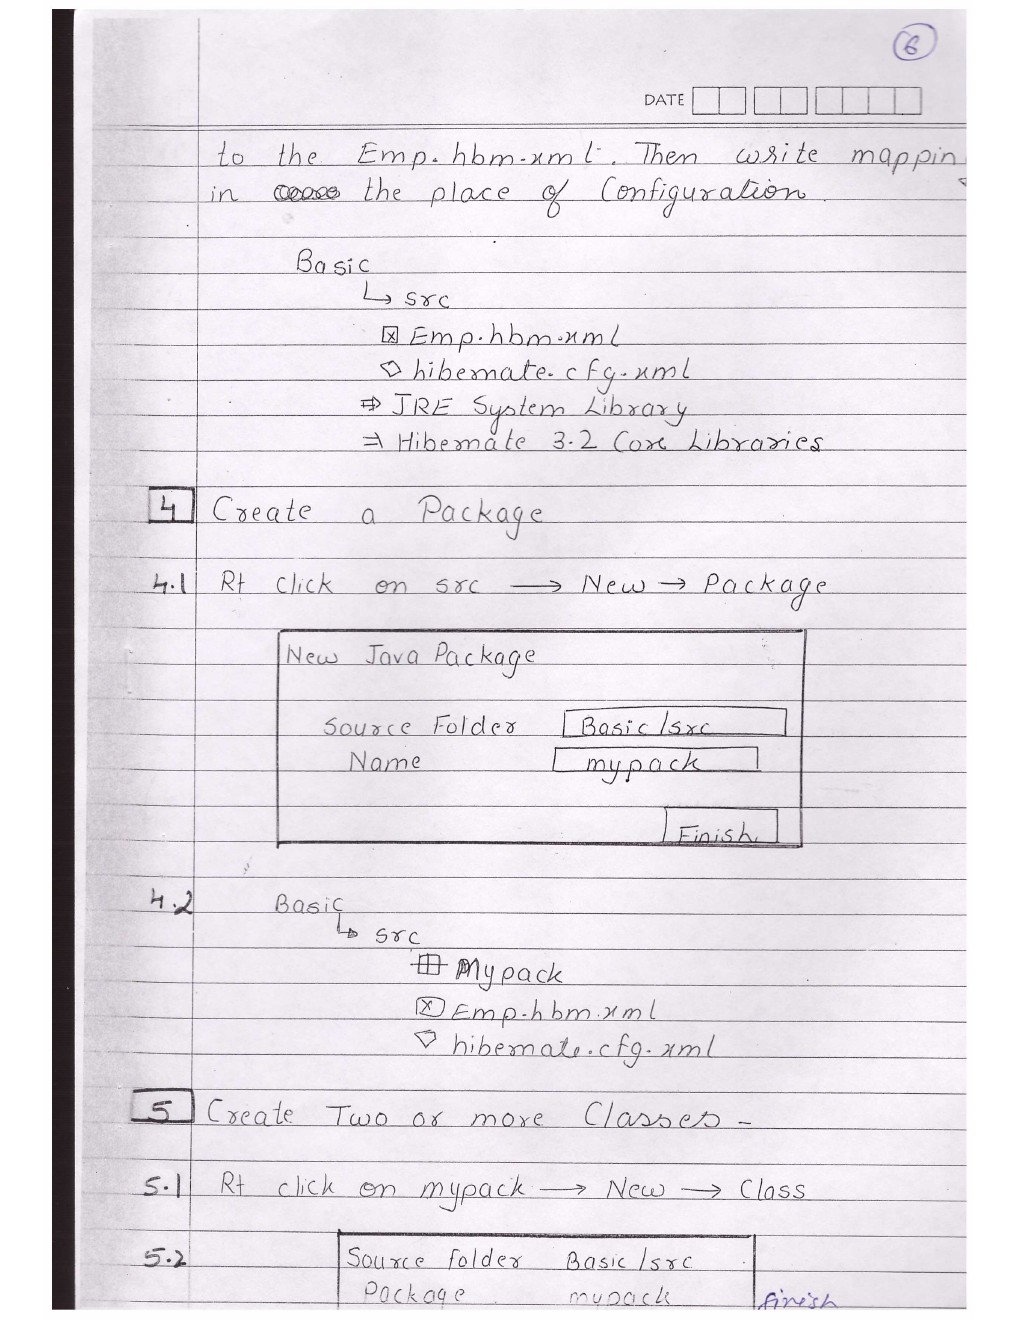 6
DATE
to the Emp.hbm.xml. Then write mappin
in the place of Configuration.
Basic
↳ src
Emp.hbm.xml
hibernate.cfg.xml
⇒ JRE System Library
⇒ Hibernate 3.2 Core Libraries
4 Create a Package
4.1 Rt click on src → New → Package
New Java Package
Source Folder Basic/src
Name mypack
Finish
4.2 Basic
↳ src
Mypack
Emp.hbm.xml
hibernate.cfg.xml
5 Create Two or more Classes -
5.1 Rt click on mypack → New → Class
5.2 Source folder Basic/src
Package mypack finish